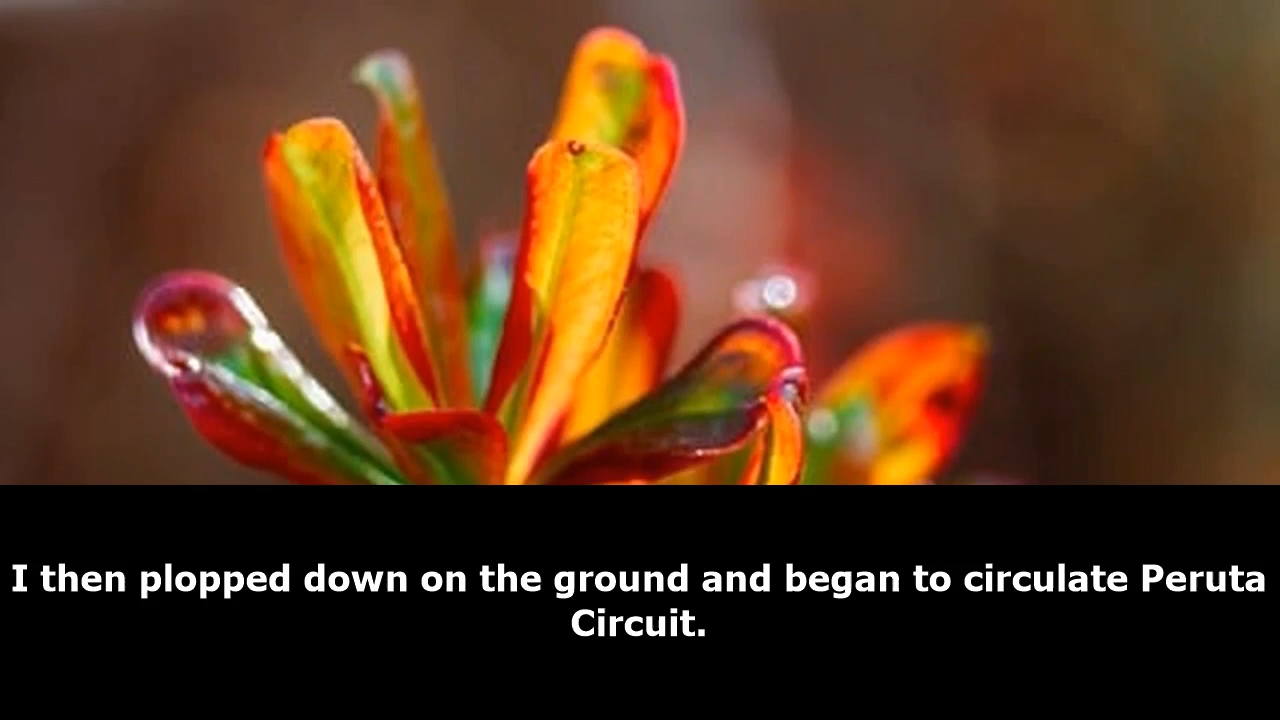 I then plopped down on the ground and began to circulate Peruta
Circuit.